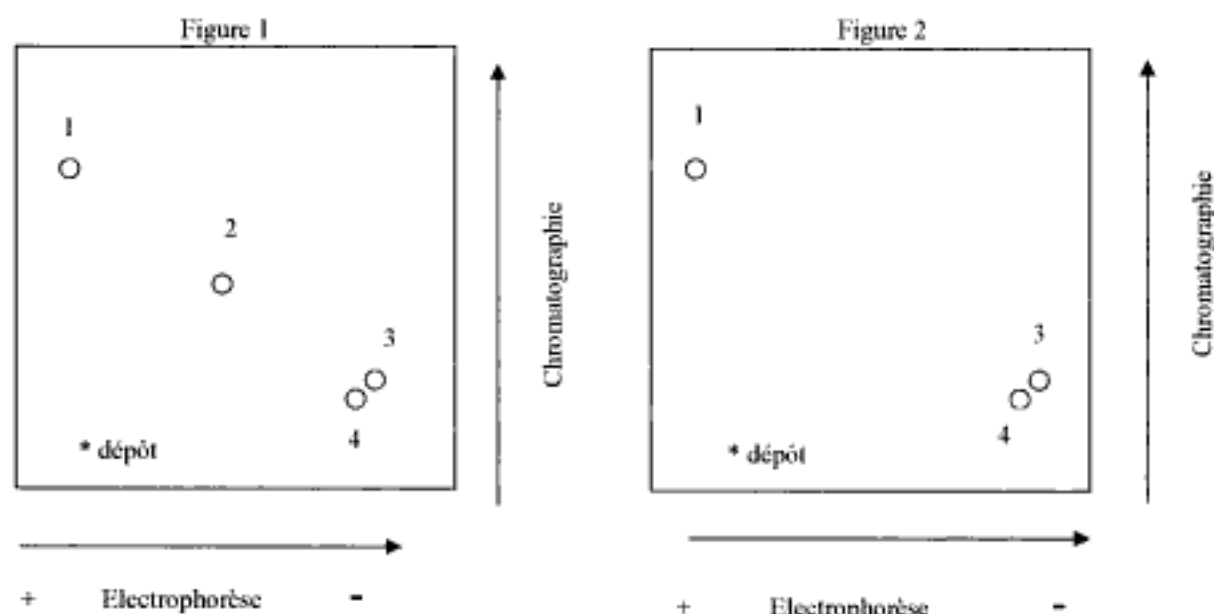 Figure 1
1
2
3
4
* dépôt
Chromatographie
+ Electrophorèse -
Figure 2
1
3
4
* dépôt
Chromatographie
+ Electrophorèse -